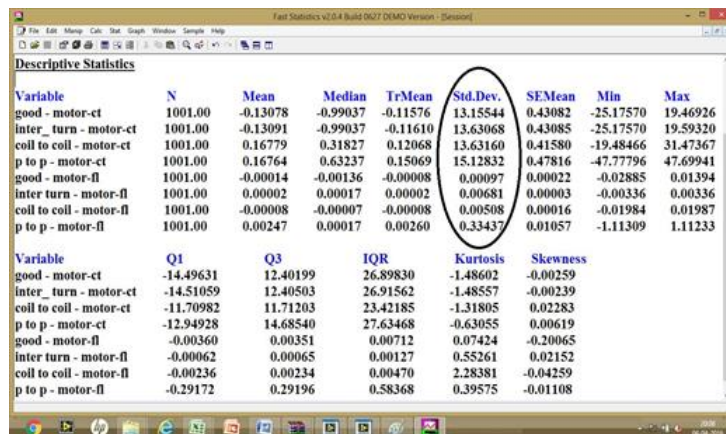 Fast Statistics v2.0.4 Build 0627 DEMO Version - [Session]
File Edit Manip Calc Stat Graph Window Sample Help
Descriptive Statistics
Variable N Mean Median TrMean Std.Dev. SEMean Min Max
good - motor-ct 1001.00 -0.13078 -0.99037 -0.11576 13.15544 0.43082 -25.17570 19.46926
inter_ turn - motor-ct 1001.00 -0.13091 -0.99037 -0.11610 13.63068 0.43085 -25.17570 19.59320
coil to coil - motor-ct 1001.00 0.16779 0.31827 0.12068 13.63160 0.41580 -19.48466 31.47367
p to p - motor-ct 1001.00 0.16764 0.63237 0.15069 15.12832 0.47816 -47.77796 47.69941
good - motor-fl 1001.00 -0.00014 -0.00136 -0.00008 0.00097 0.00022 -0.02885 0.01394
inter turn - motor-fl 1001.00 0.00002 0.00017 0.00002 0.00681 0.00003 -0.00336 0.00336
coil to coil - motor-fl 1001.00 -0.00008 -0.00007 -0.00008 0.00508 0.00016 -0.01984 0.01987
p to p - motor-fl 1001.00 0.00247 0.00017 0.00260 0.33437 0.01057 -1.11309 1.11233
Variable Q1 Q3 IQR Kurtosis Skewness
good - motor-ct -14.49631 12.40199 26.89830 -1.48602 -0.00259
inter_ turn - motor-ct -14.51059 12.40503 26.91562 -1.48557 -0.00239
coil to coil - motor-ct -11.70982 11.71203 23.42185 -1.31805 0.02283
p to p - motor-ct -12.94928 14.68540 27.63468 -0.63055 0.00619
good - motor-fl -0.00360 0.00351 0.00712 0.07424 -0.20065
inter turn - motor-fl -0.00062 0.00065 0.00127 0.55261 0.02152
coil to coil - motor-fl -0.00236 0.00234 0.00470 2.28381 -0.04259
p to p - motor-fl -0.29172 0.29196 0.58368 0.39575 -0.01108